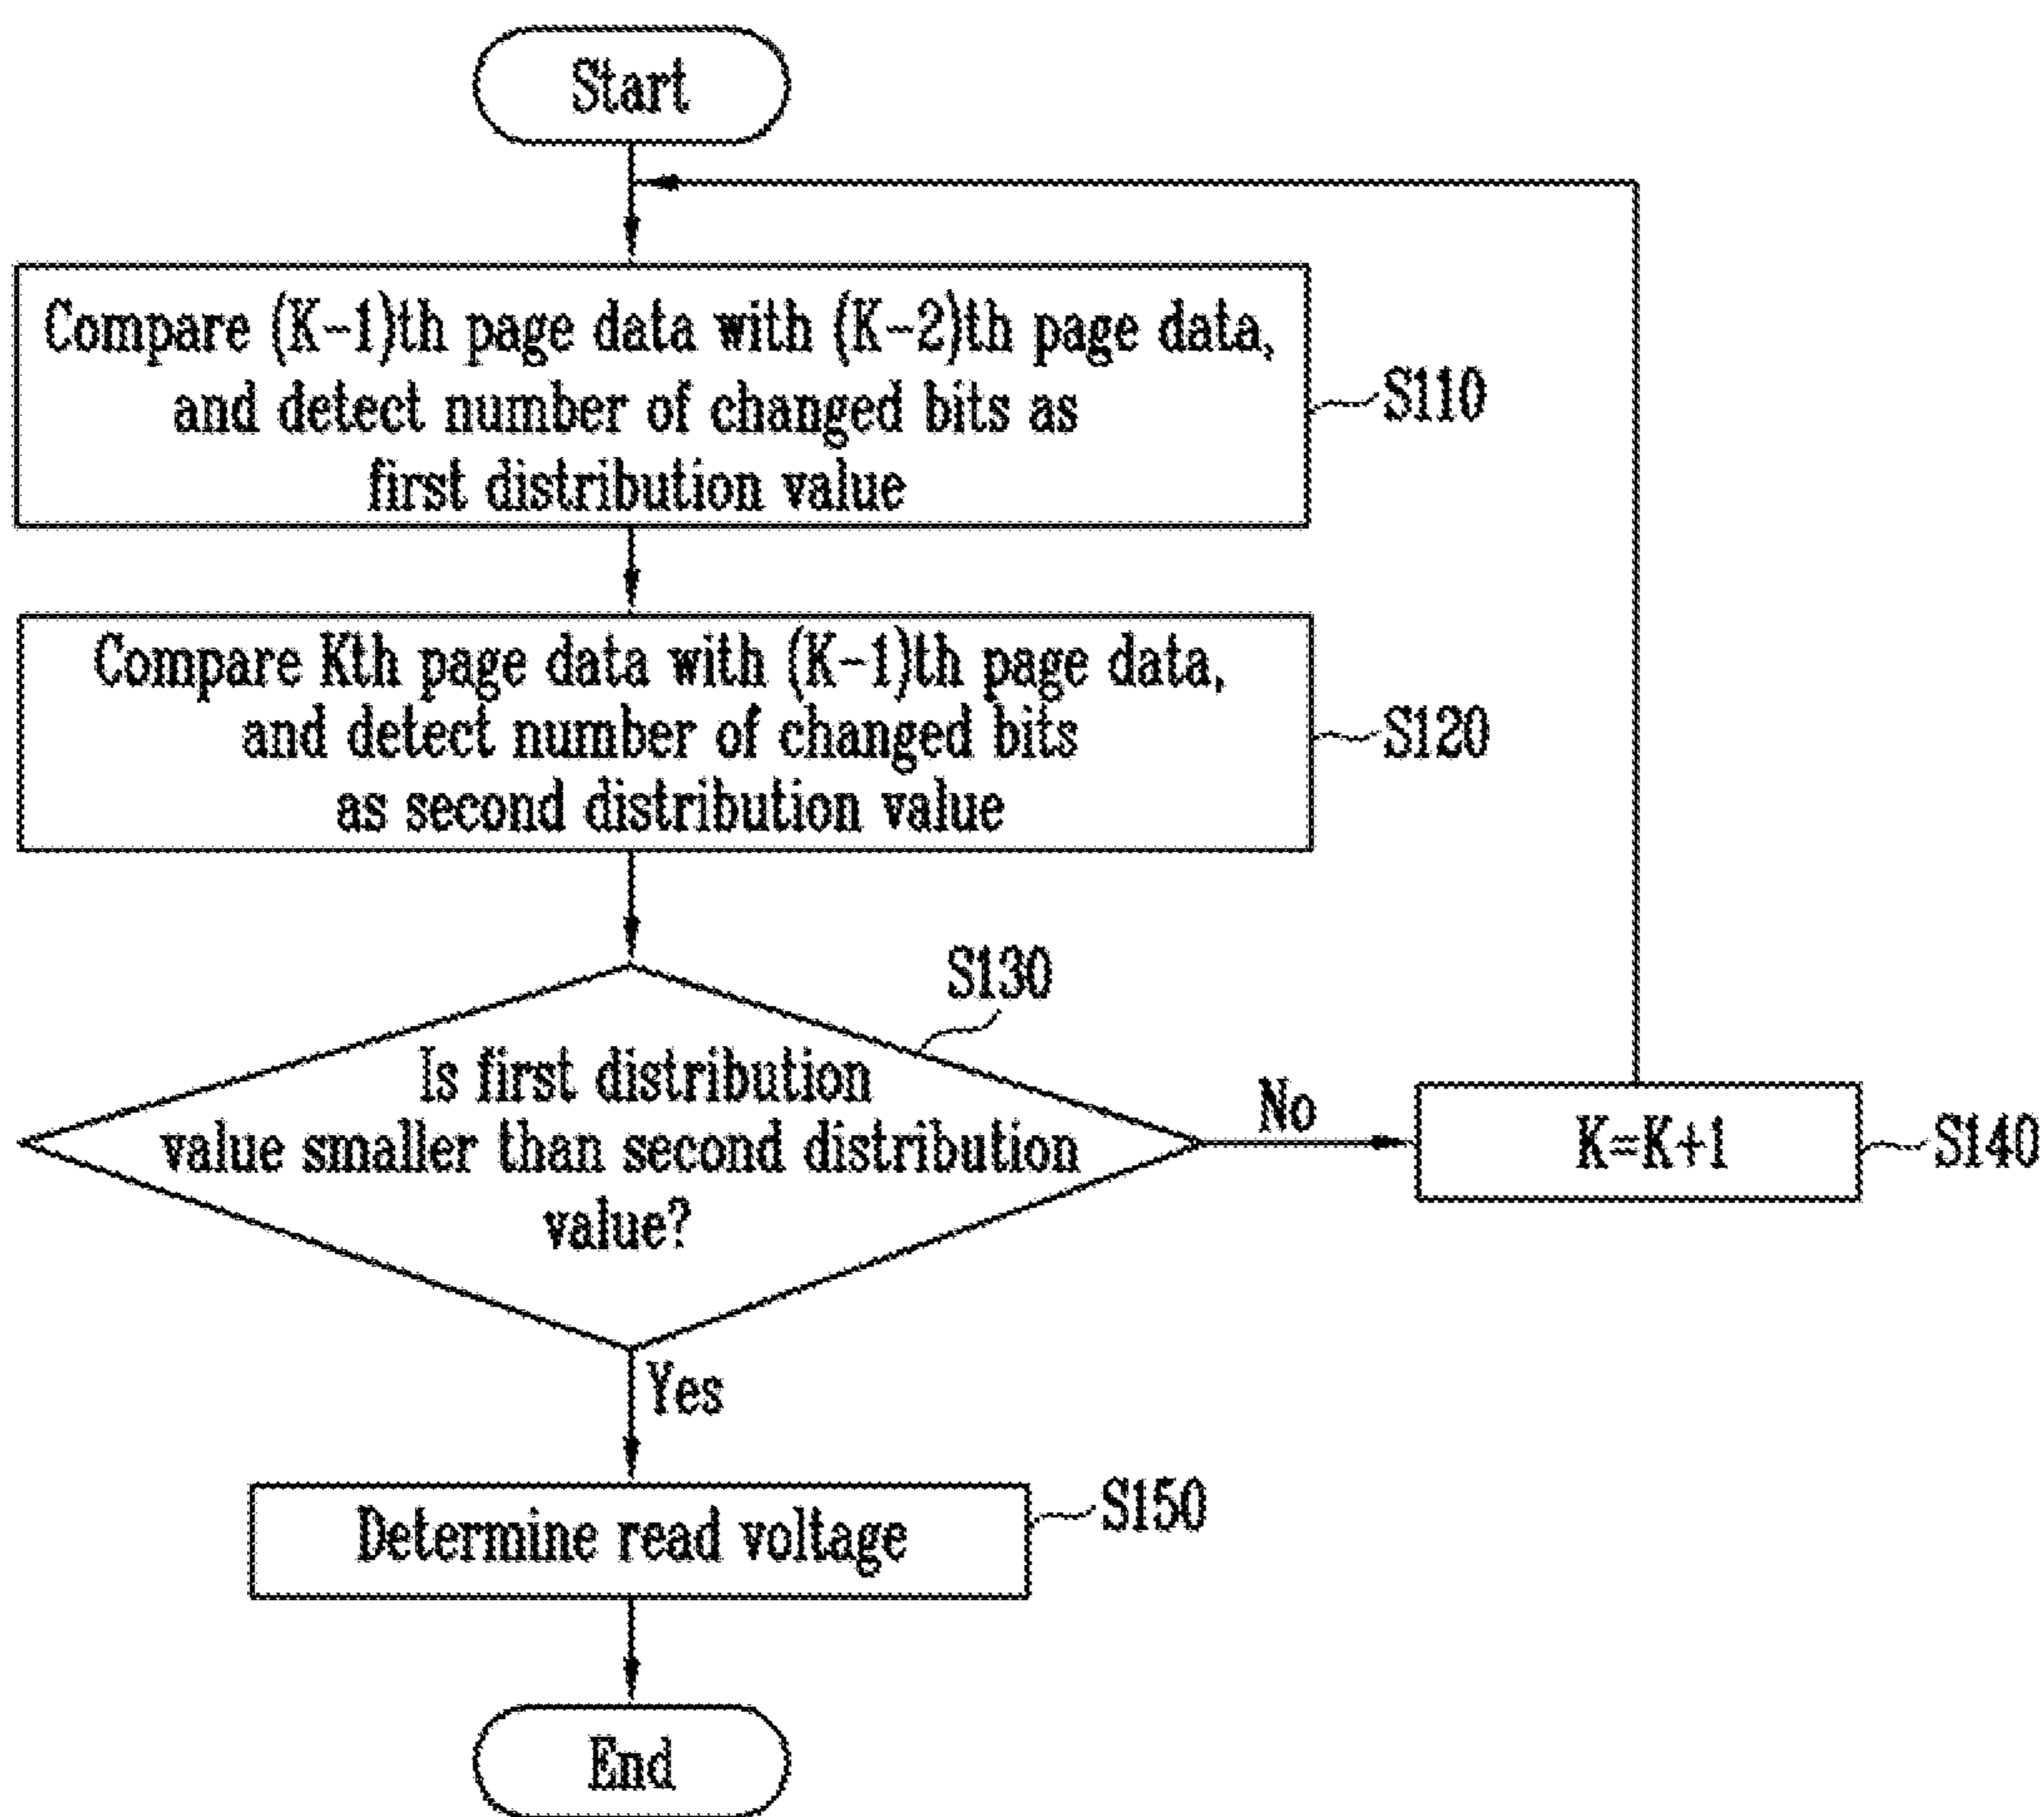 Start
Compare (K-1)th page data with (K-2)th page data,
and detect number of changed bits as
first distribution value
S110
Compare Kth page data with (K-1)th page data,
and detect number of changed bits
as second distribution value
S120
S130
Is first distribution
value smaller than second distribution
value?
No
K=K+1
S140
Yes
Determine read voltage
S150
End